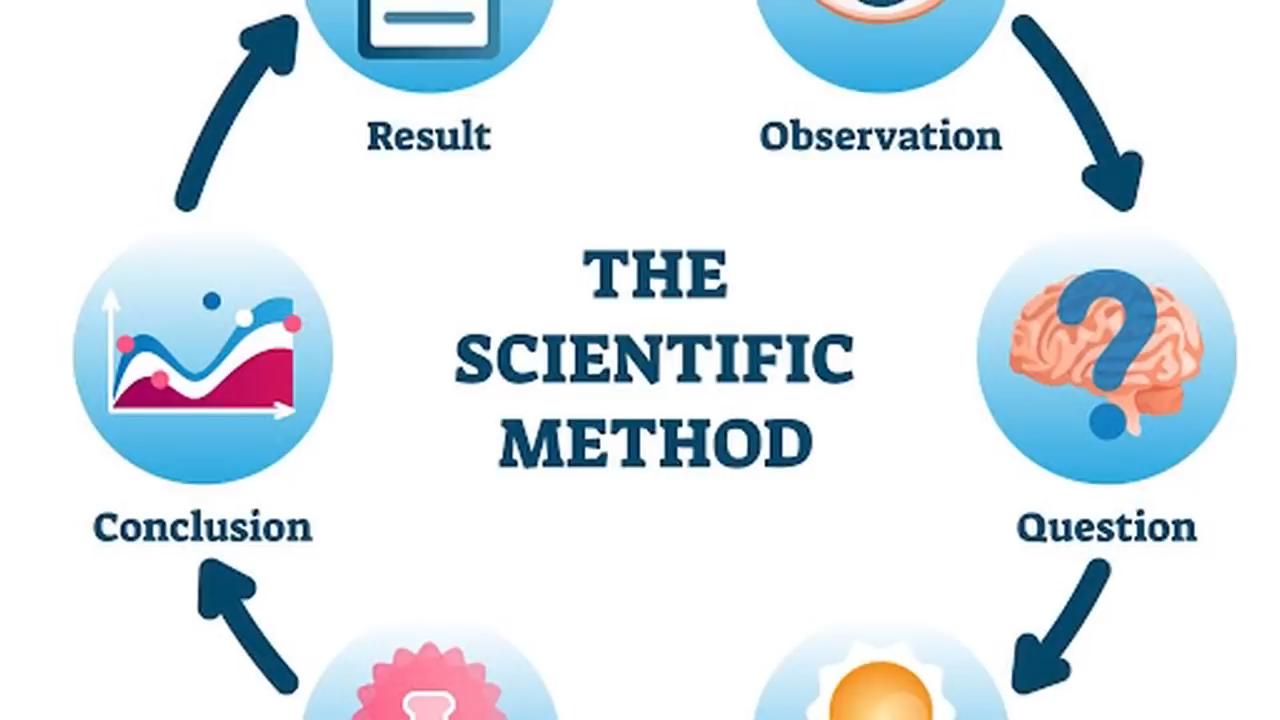 Result
Observation
THE
SCIENTIFIC
METHOD
Conclusion
Question